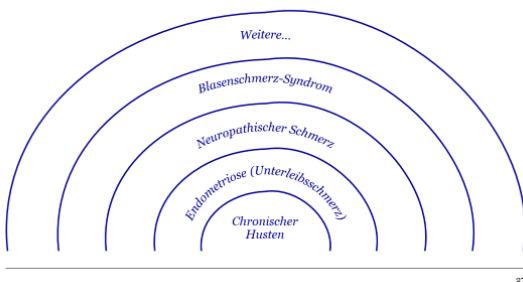 Weitere...
Blasenschmerz-Syndrom
Neuropathischer Schmerz
Endometriose (Unterleibsschmerz)
Chronischer
Husten